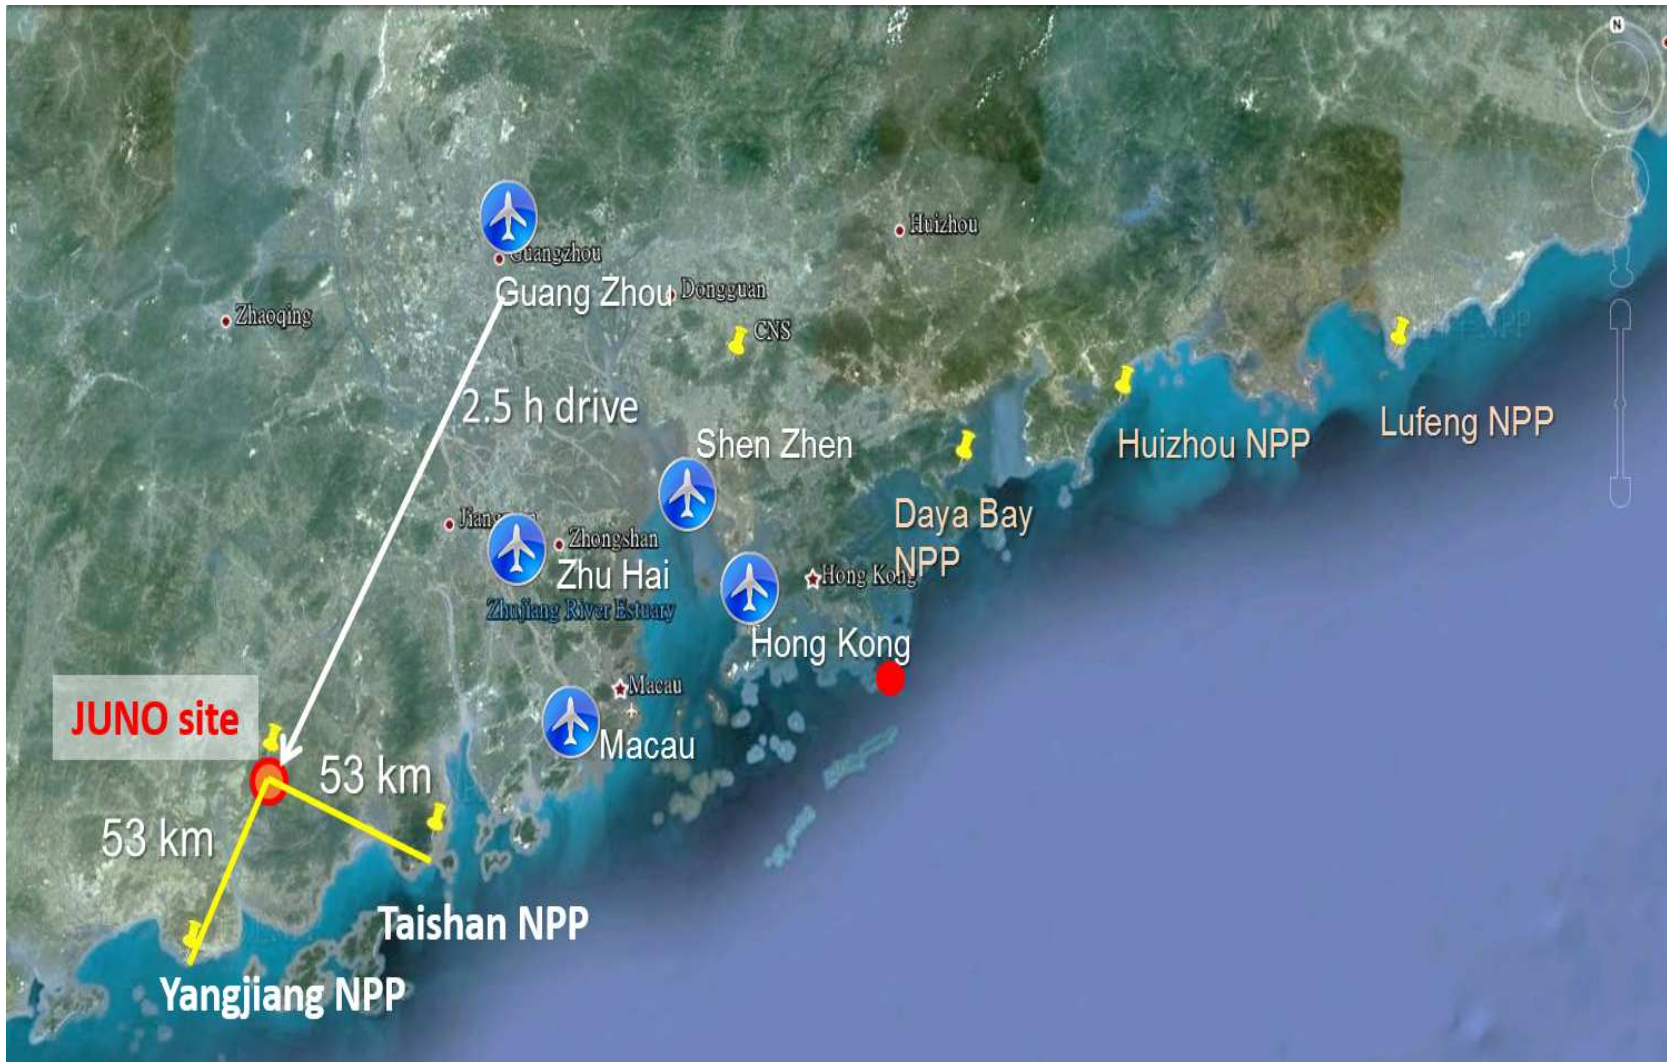 N
Huizhou
Guangzhou
Guang Zhou
Dongguan
Zhaoqing
CNS
2.5 h drive
Shen Zhen
Lufeng NPP
Huizhou NPP
Daya Bay
NPP
Zhongshan
Zhu Hai
Hong Kong
Zhujiang River Estuary
Hong Kong
Macau
Macau
JUNO site
53 km
53 km
Taishan NPP
Yangjiang NPP